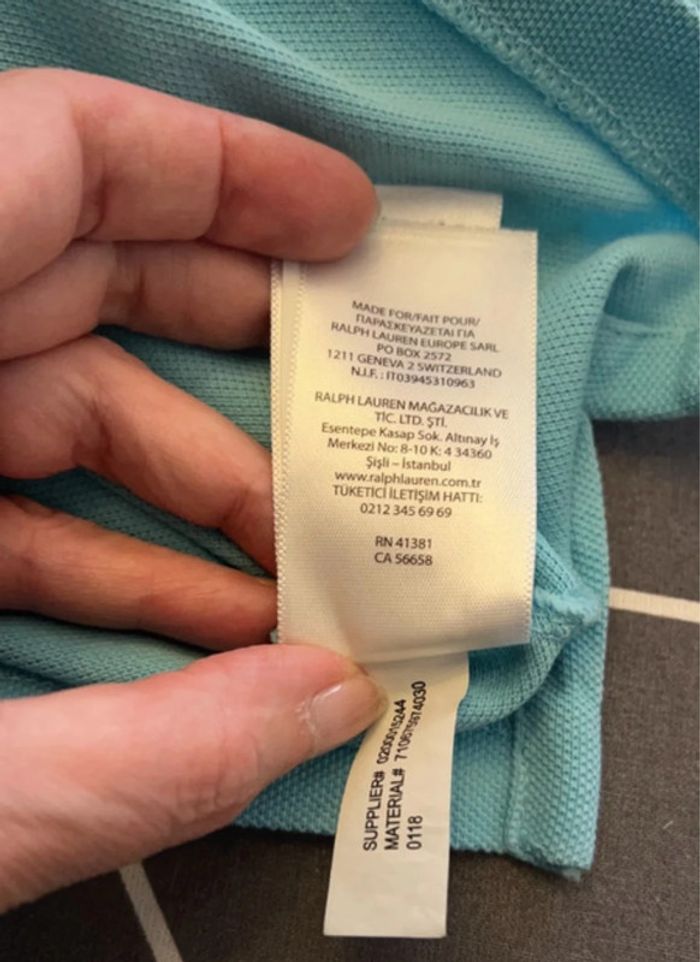 MADE FOR/FAIT POUR/
ΠΑΡΑΣΚΕΥΑΖΕΤΑΙ ΓΙΑ
RALPH LAUREN EUROPE SARL
PO BOX 2572
1211 GENEVA 2 SWITZERLAND
N.I.F. : IT03945310963
RALPH LAUREN MAĞAZACILIK VE
TİC. LTD. ŞTİ.
Esentepe Kasap Sok. Altınay İş
Merkezi No: 8-10 K: 4 34360
Şişli – İstanbul
www.ralphlauren.com.tr
TÜKETİCİ İLETİŞİM HATTI:
0212 345 69 69
RN 41381
CA 56658
SUPPLIER# 0200015244
MATERIAL# 710675674030
0118